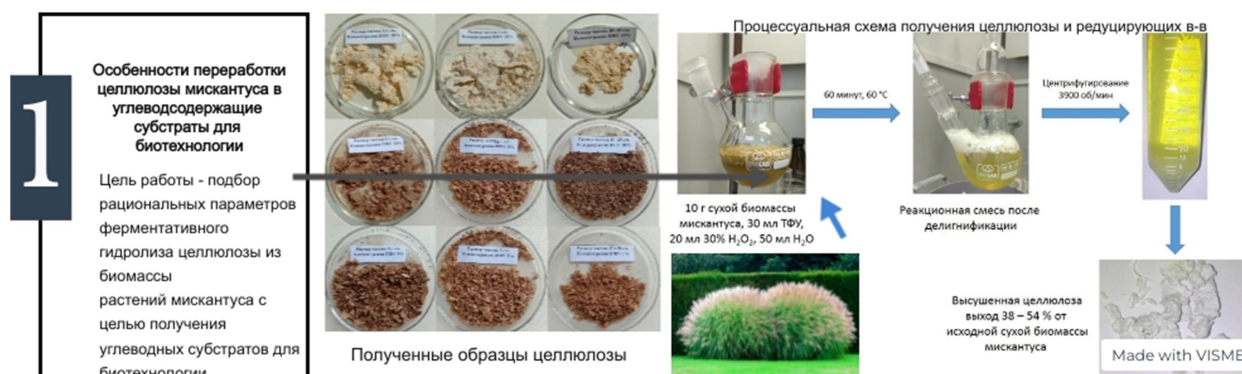 1
Особенности переработки
целлюлозы мискантуса в
углеводсодержащие
субстраты для
биотехнологии
Цель работы - подбор
рациональных параметров
ферментативного
гидролиза целлюлозы из
биомассы
растений мискантуса с
целью получения
углеводных субстратов для
биотехнологии
Полученные образцы целлюлозы
Процессуальная схема получения целлюлозы и редуцирующих в-в
60 минут, 60 °C
Центрифугирование
3900 об/мин
10 г сухой биомассы
мискантуса, 30 мл ТФУ,
20 мл 30% H₂O₂, 50 мл H₂O
Реакционная смесь после
делигнификации
Высушенная целлюлоза
выход 38 – 54 % от
исходной сухой биомассы
мискантуса
Made with VISME